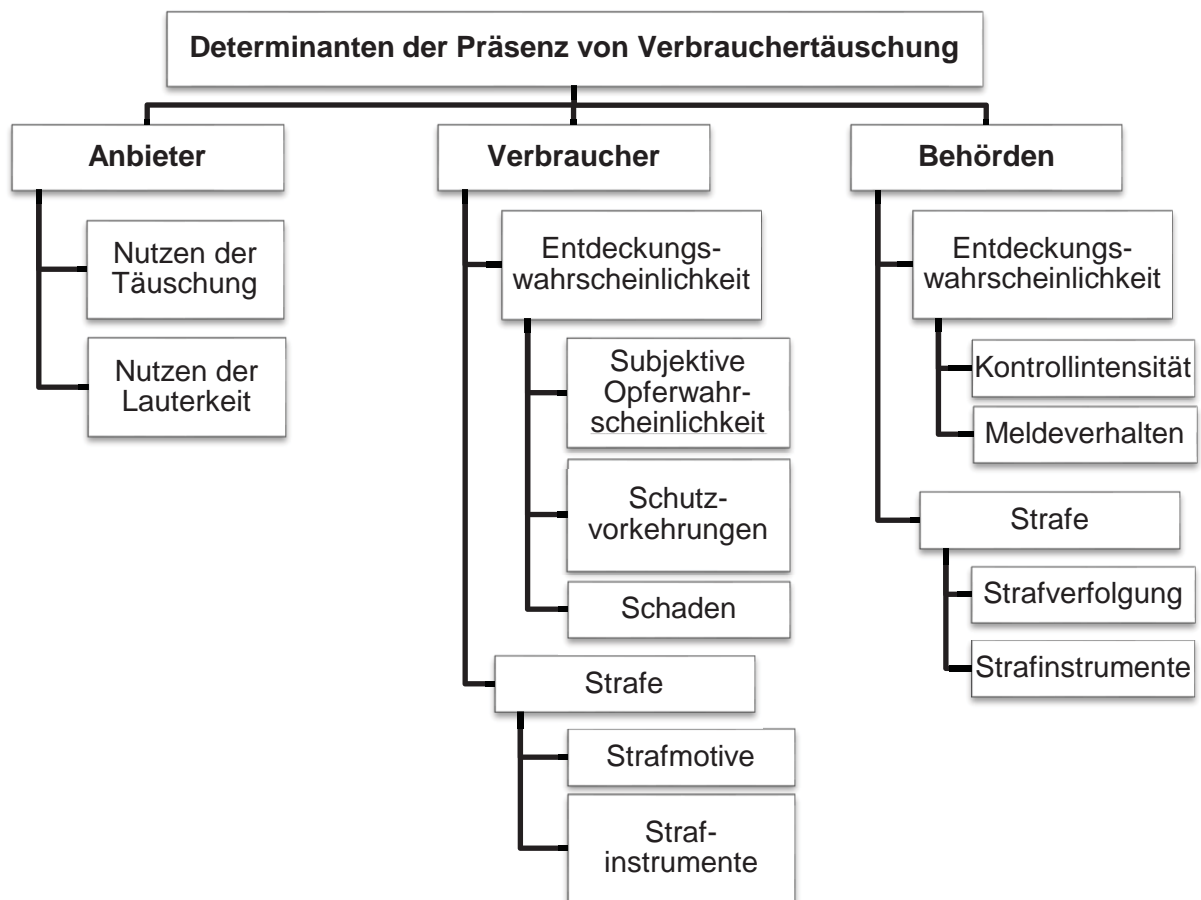 Determinanten der Präsenz von Verbrauchertäuschung
Anbieter
Nutzen der
Täuschung
Nutzen der
Lauterkeit
Verbraucher
Entdeckungs-
wahrscheinlichkeit
Subjektive
Opferwahr-
scheinlichkeit
Schutz-
vorkehrungen
Schaden
Strafe
Strafmotive
Straf-
instrumente
Behörden
Entdeckungs-
wahrscheinlichkeit
Kontrollintensität
Meldeverhalten
Strafe
Strafverfolgung
Strafinstrumente